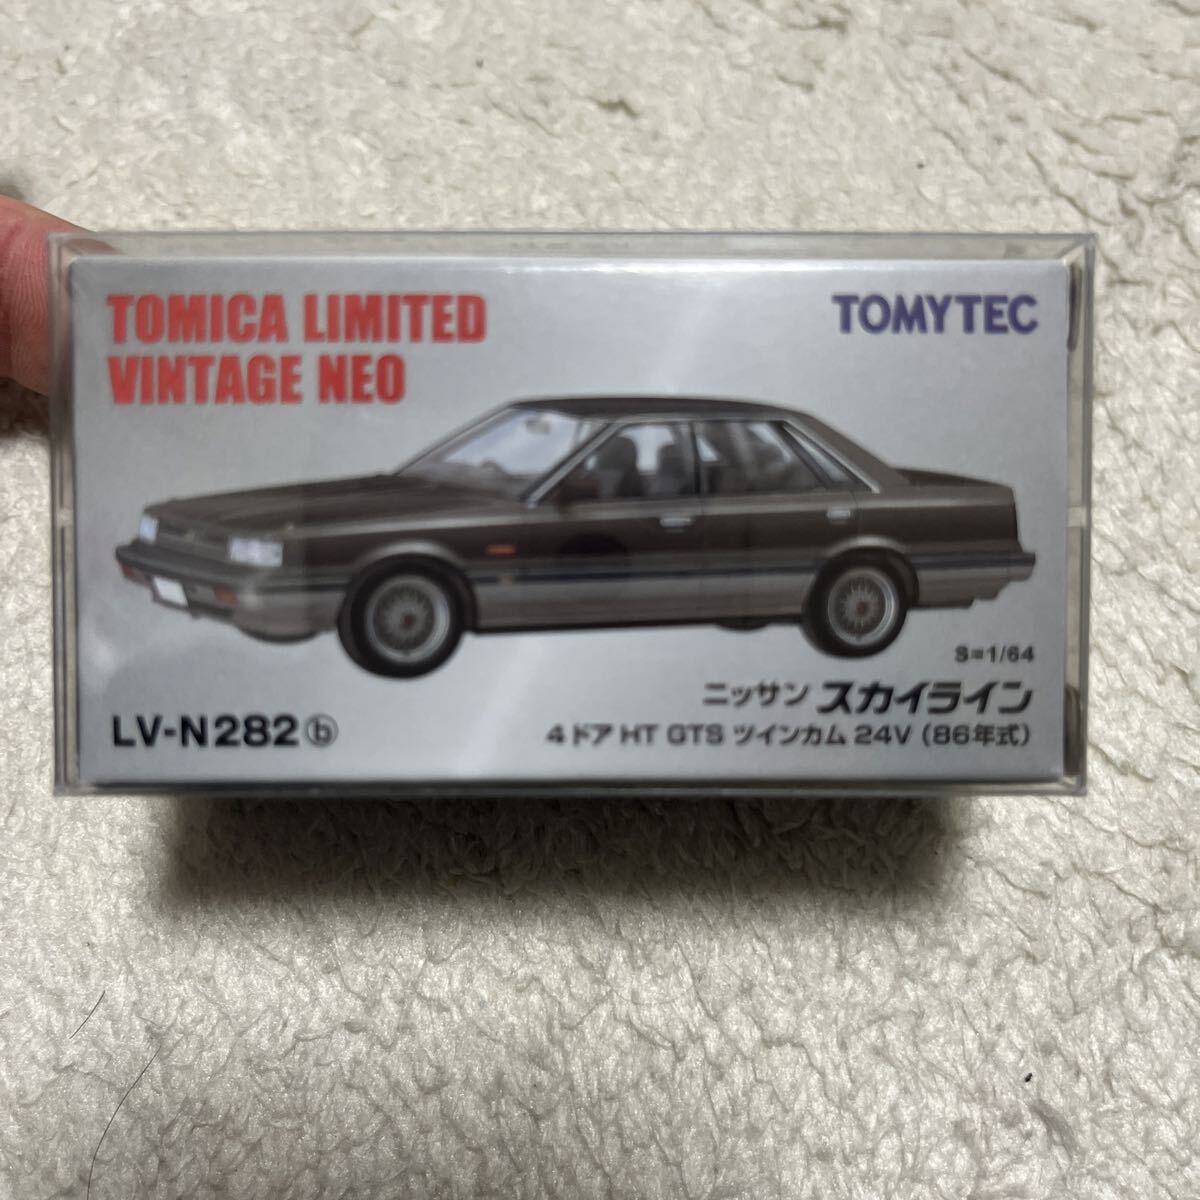 TOMICA LIMITED
VINTAGE NEO
TOMYTEC
S=1/64
ニッサン スカイライン
LV-N282ⓑ
4ドア HT GTS ツインカム 24V (86年式)